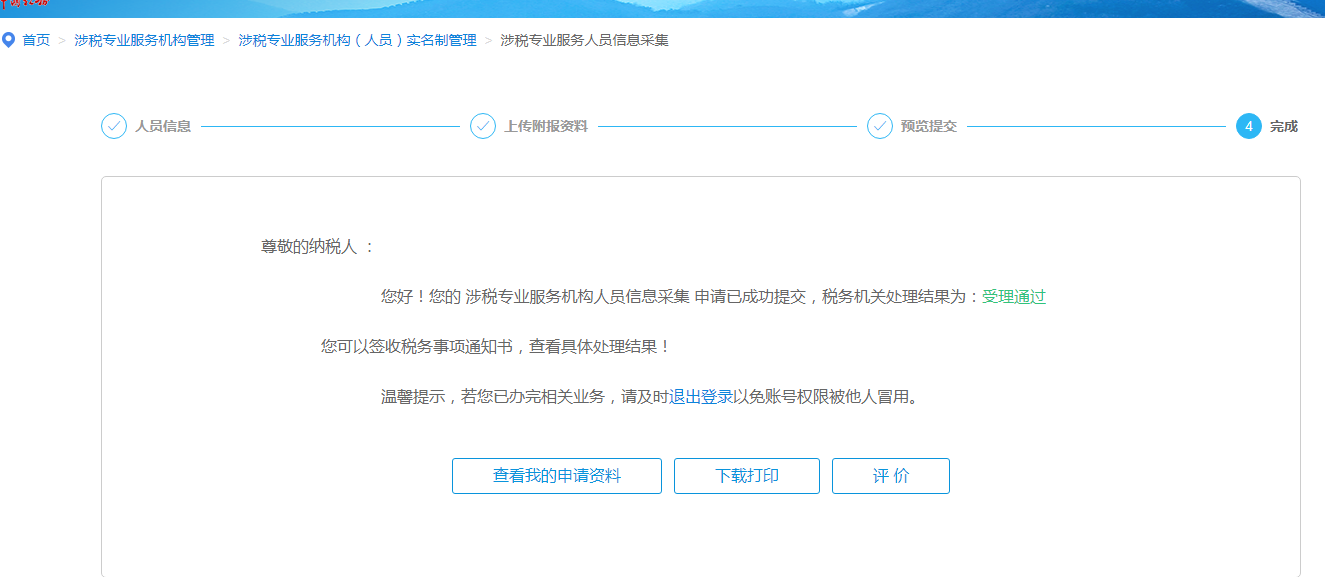 首页 > 涉税专业服务机构管理 > 涉税专业服务机构（人员）实名制管理 > 涉税专业服务人员信息采集
人员信息 上传附报资料 预览提交 4 完成
尊敬的纳税人 ：
您好！您的 涉税专业服务机构人员信息采集 申请已成功提交，税务机关处理结果为：受理通过
您可以签收税务事项通知书，查看具体处理结果！
温馨提示，若您已办完相关业务，请及时退出登录以免账号权限被他人冒用。
查看我的申请资料 下载打印 评 价